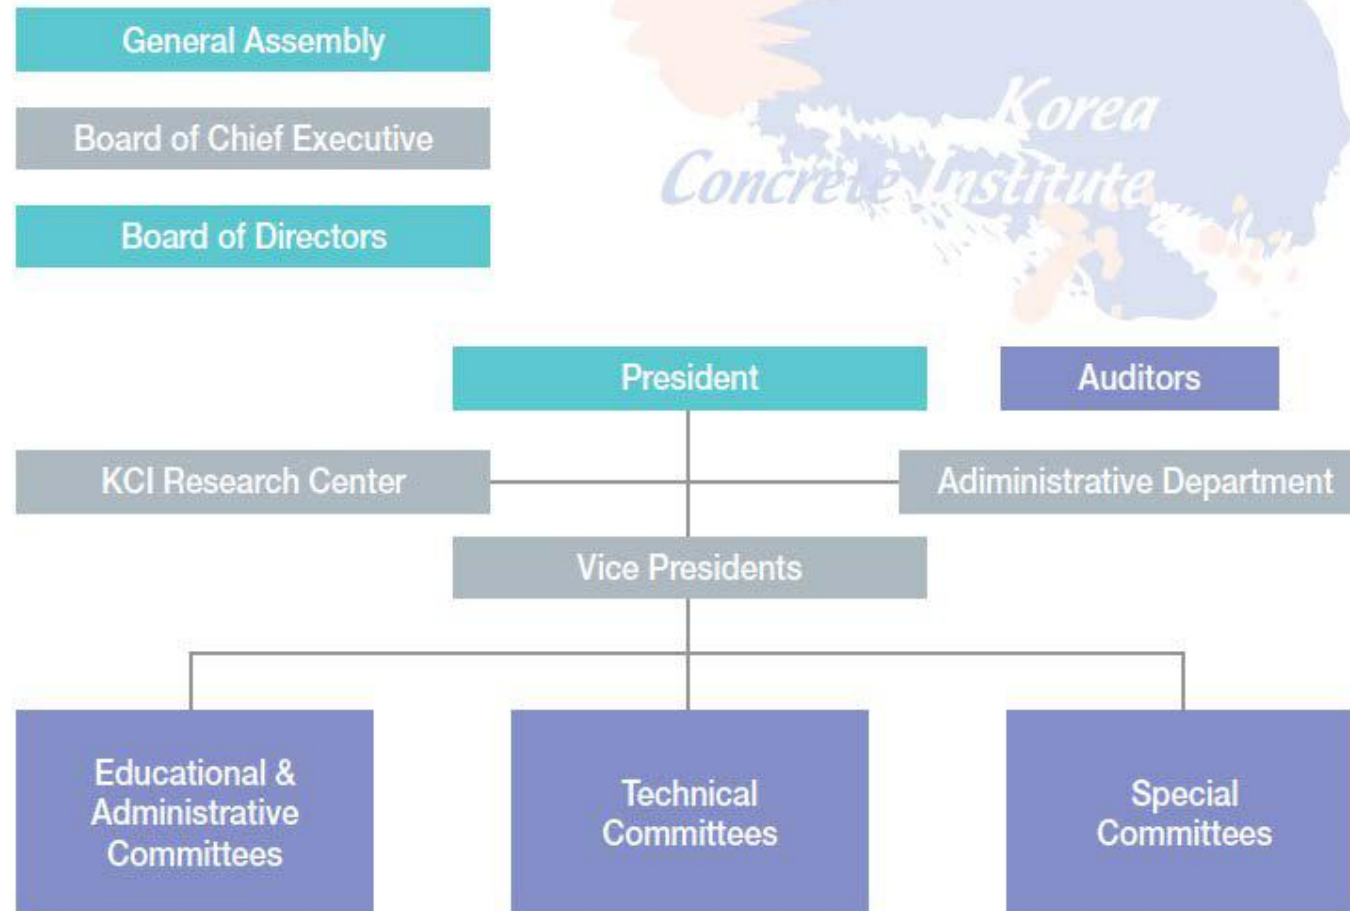 General Assembly
Board of Chief Executive
Korea
Concrete Institute
Board of Directors
President
Auditors
KCI Research Center
Adiministrative Department
Vice Presidents
Educational &
Administrative
Committees
Technical
Committees
Special
Committees